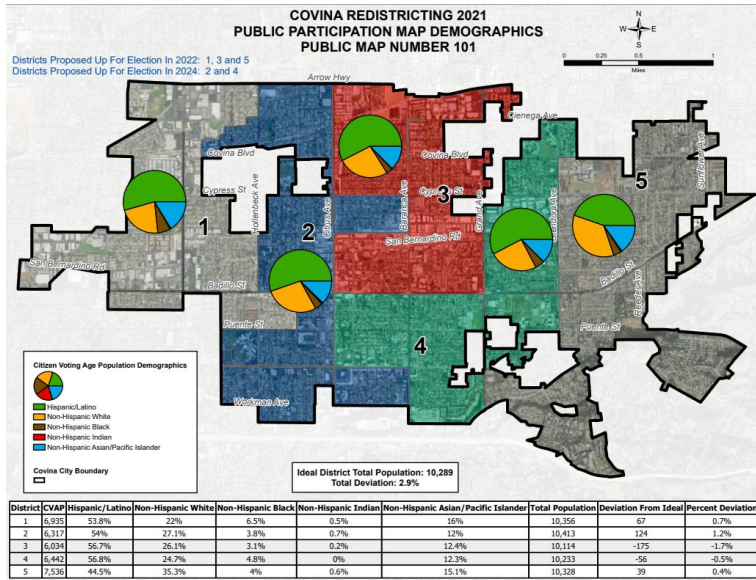 COVINA REDISTRICTING 2021
PUBLIC PARTICIPATION MAP DEMOGRAPHICS
PUBLIC MAP NUMBER 101
N
W E
S
0 0.5 1
Miles
Districts Proposed Up For Election In 2022: 1, 3 and 5
Districts Proposed Up For Election In 2024: 2 and 4
Arrow Hwy
Cienega Ave
Covina Blvd
Covina Blvd
Sunflower Ave
Cypress St
Cypress St
Hollenbeck Ave
Citrus Ave
Barranca Ave
Grand Ave
Glendora Ave
1
2
3
5
San Bernardino Rd
San Bernardino Rd
Badillo St
Badillo St
Reeder Ave
Puente St
Puente St
4
Workman Ave
Citizen Voting Age Population Demographics
Hispanic/Latino
Non-Hispanic White
Non-Hispanic Black
Non-Hispanic Indian
Non-Hispanic Asian/Pacific Islander
Covina City Boundary
Ideal District Total Population: 10,289
Total Deviation: 2.9%
District CVAP Hispanic/Latino Non-Hispanic White Non-Hispanic Black Non-Hispanic Indian Non-Hispanic Asian/Pacific Islander Total Population Deviation From Ideal Percent Deviation
1 6,935 53.8% 22% 6.5% 0.5% 16% 10,356 67 0.7%
2 6,317 54% 27.1% 3.8% 0.7% 12% 10,413 124 1.2%
3 6,034 56.7% 26.1% 3.1% 0.2% 12.4% 10,114 -175 -1.7%
4 6,442 56.8% 24.7% 4.8% 0% 12.3% 10,233 -56 -0.5%
5 7,536 44.5% 35.3% 4% 0.6% 15.1% 10,328 39 0.4%